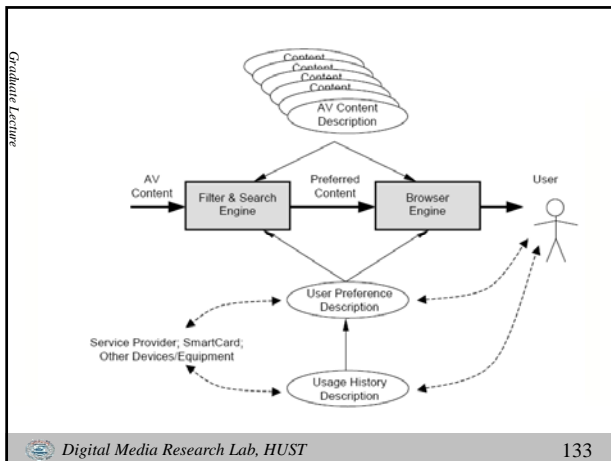 Graduate Lecture
Content
Content
Content
Content
AV Content
Description
AV
Content
Preferred
Content
User
Filter & Search
Engine
Browser
Engine
User Preference
Description
Service Provider; SmartCard;
Other Devices/Equipment
Usage History
Description
Digital Media Research Lab, HUST
133